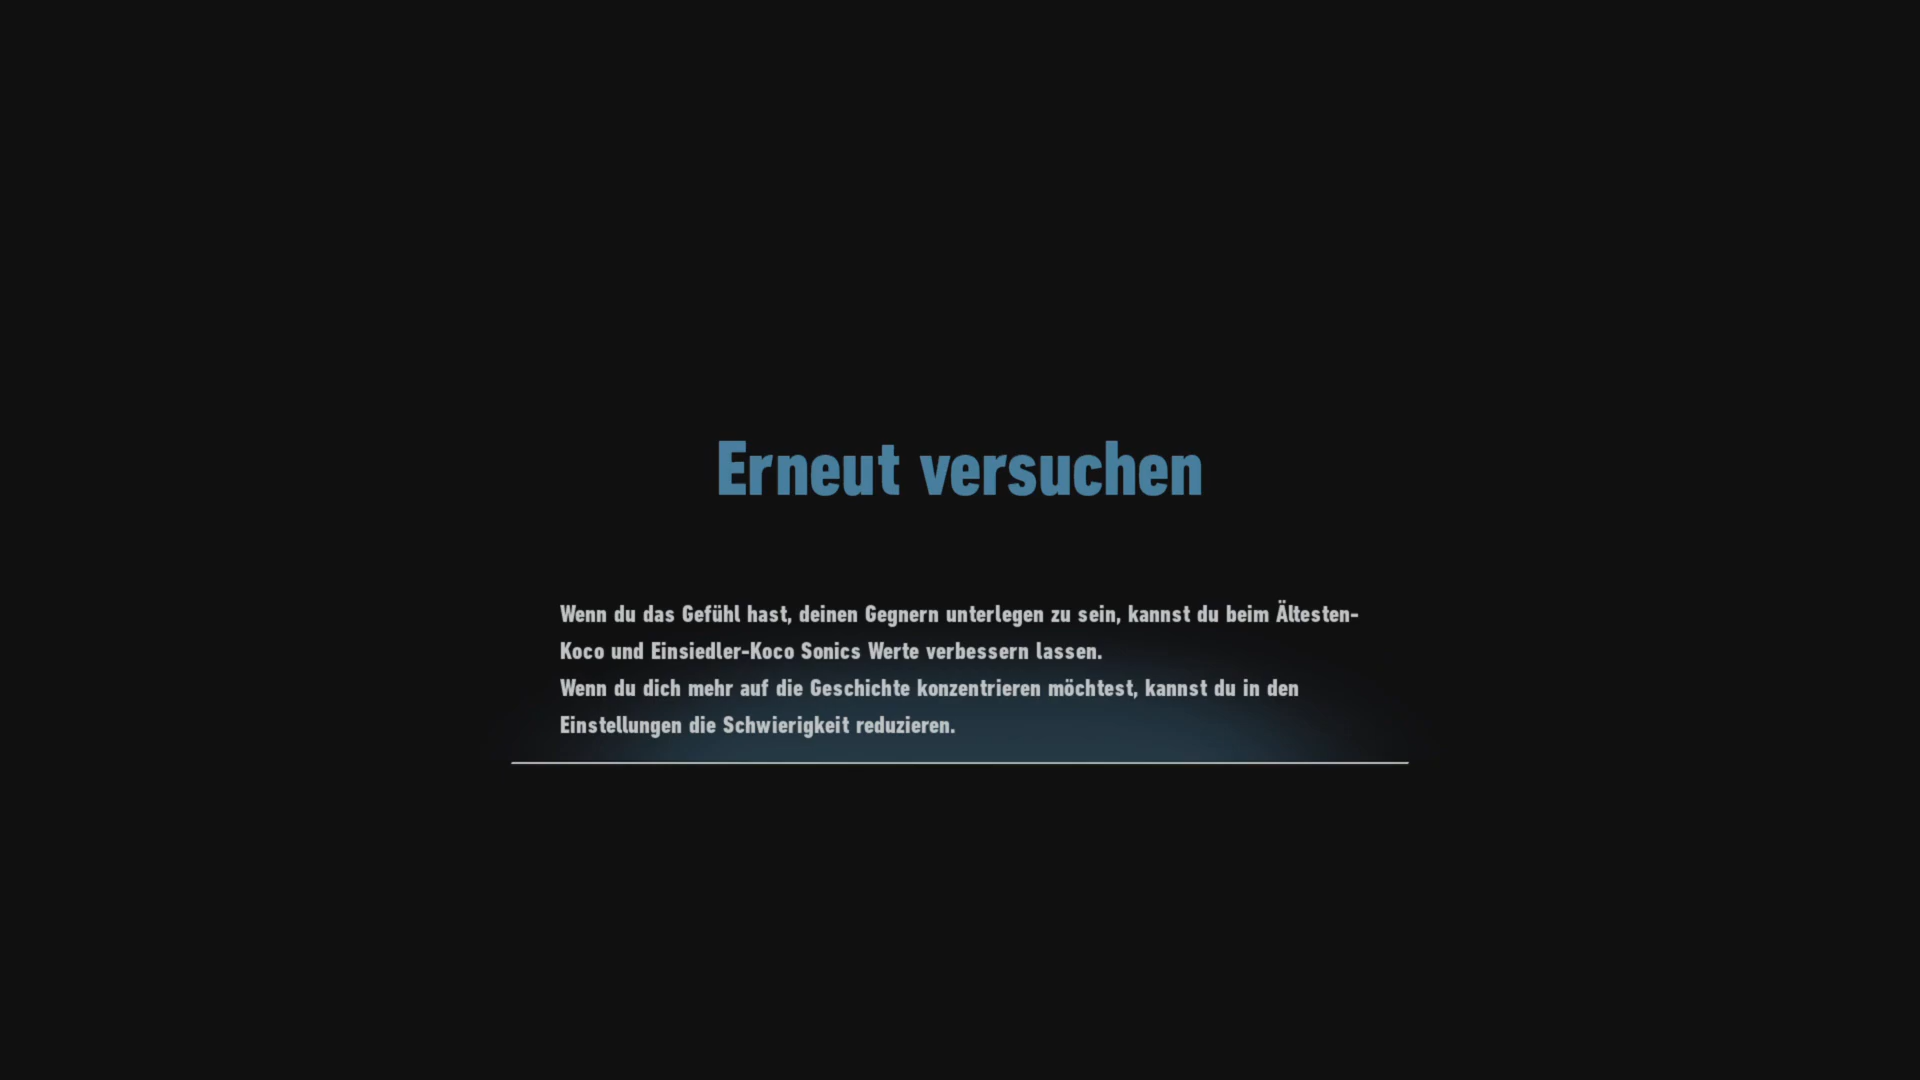 Erneut versuchen
Wenn du das Gefühl hast, deinen Gegnern unterlegen zu sein, kannst du beim Ältesten-
Koco und Einsiedler-Koco Sonics Werte verbessern lassen.
Wenn du dich mehr auf die Geschichte konzentrieren möchtest, kannst du in den
Einstellungen die Schwierigkeit reduzieren.